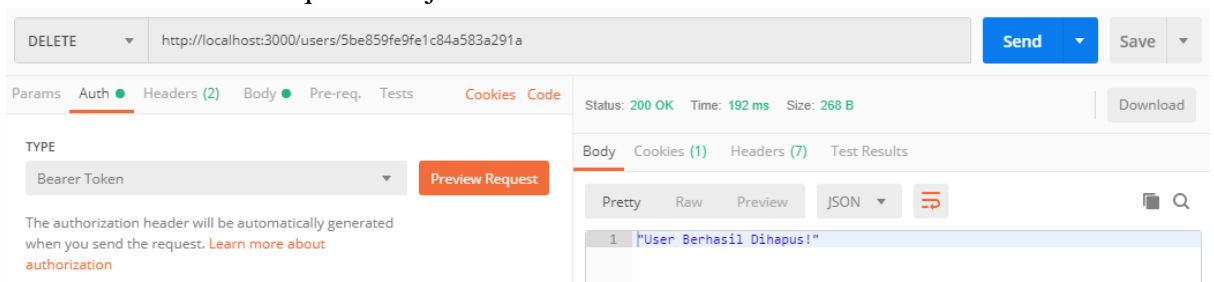 DELETE http://localhost:3000/users/5be859fe9fe1c84a583a291a Send Save
Params Auth Headers (2) Body Pre-req. Tests Cookies Code
Status: 200 OK Time: 192 ms Size: 268 B Download
TYPE
Bearer Token Preview Request
The authorization header will be automatically generated
when you send the request. Learn more about
authorization
Body Cookies (1) Headers (7) Test Results
Pretty Raw Preview JSON
1 "User Berhasil Dihapus!"